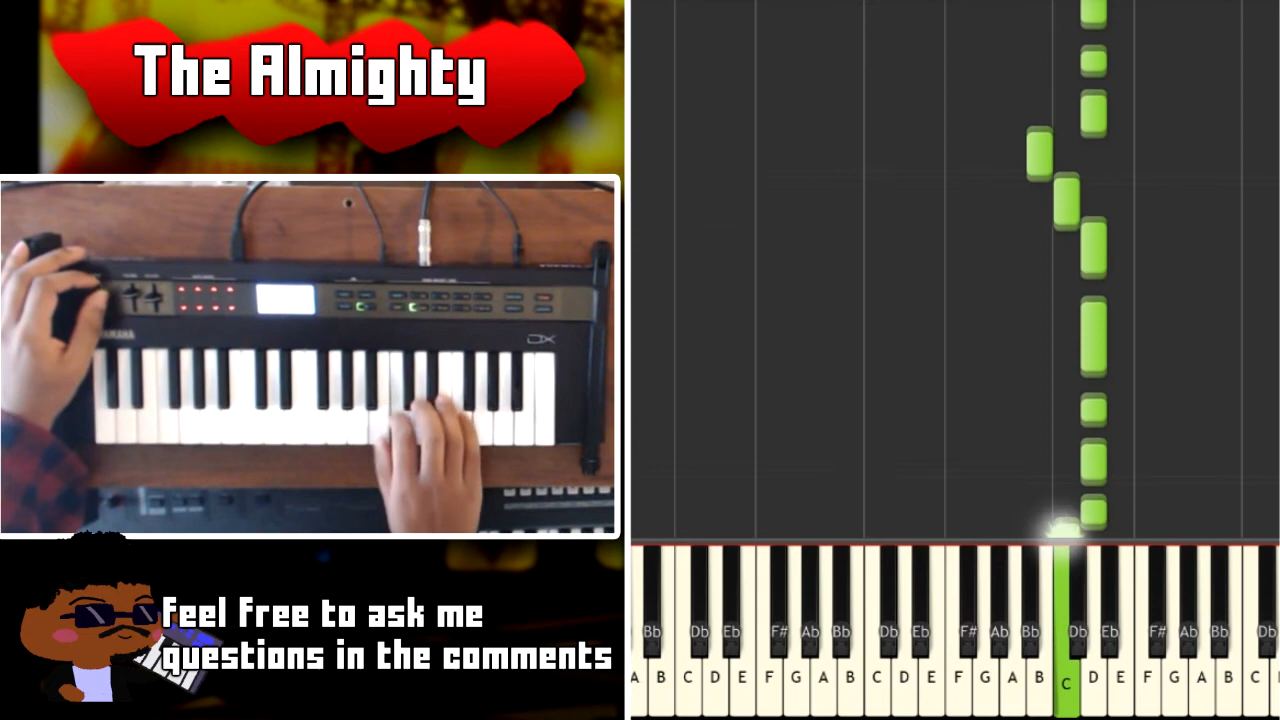 The Almighty
YAMAHA
DX
Feel free to ask me
questions in the comments
Bb Db Eb F# Ab Bb Db Eb F# Ab Bb Db Eb F# Ab Bb Db
A B C D E F G A B C D E F G A B C D E F G A B C